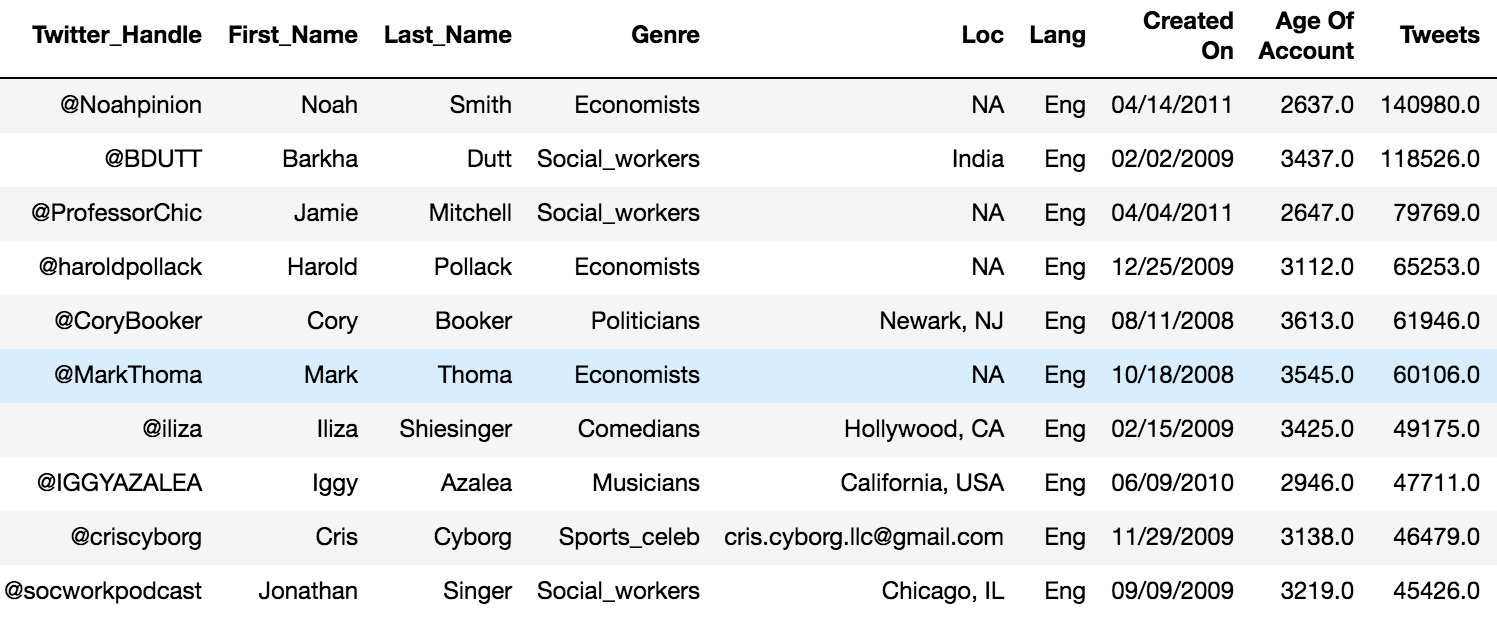 Twitter_Handle First_Name Last_Name Genre Loc Lang Created On Age Of Account Tweets
@Noahpinion Noah Smith Economists NA Eng 04/14/2011 2637.0 140980.0
@BDUTT Barkha Dutt Social_workers India Eng 02/02/2009 3437.0 118526.0
@ProfessorChic Jamie Mitchell Social_workers NA Eng 04/04/2011 2647.0 79769.0
@haroldpollack Harold Pollack Economists NA Eng 12/25/2009 3112.0 65253.0
@CoryBooker Cory Booker Politicians Newark, NJ Eng 08/11/2008 3613.0 61946.0
@MarkThoma Mark Thoma Economists NA Eng 10/18/2008 3545.0 60106.0
@iliza Iliza Shiesinger Comedians Hollywood, CA Eng 02/15/2009 3425.0 49175.0
@IGGYAZALEA Iggy Azalea Musicians California, USA Eng 06/09/2010 2946.0 47711.0
@criscyborg Cris Cyborg Sports_celeb cris.cyborg.llc@gmail.com Eng 11/29/2009 3138.0 46479.0
@socworkpodcast Jonathan Singer Social_workers Chicago, IL Eng 09/09/2009 3219.0 45426.0